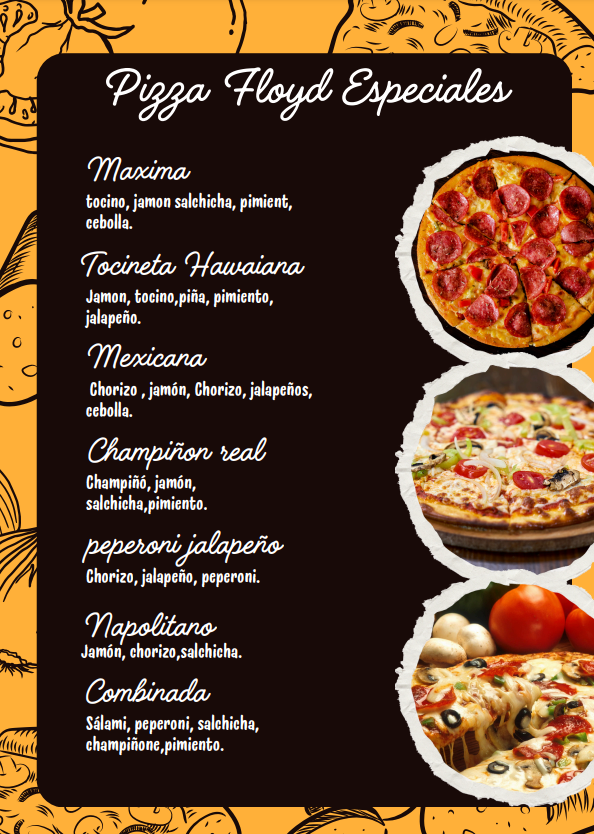 Pizza Floyd Especiales
Maxima
tocino, jamon salchicha, pimient,
cebolla.
Tocineta Hawaiana
Jamon, tocino,piña, pimiento,
jalapeño.
Mexicana
Chorizo , jamón, Chorizo, jalapeños,
cebolla.
Champiñon real
Champiñó, jamón,
salchicha,pimiento.
peperoni jalapeño
Chorizo, jalapeño, peperoni.
Napolitano
Jamón, chorizo,salchicha.
Combinada
Sálami, peperoni, salchicha,
champiñone,pimiento.